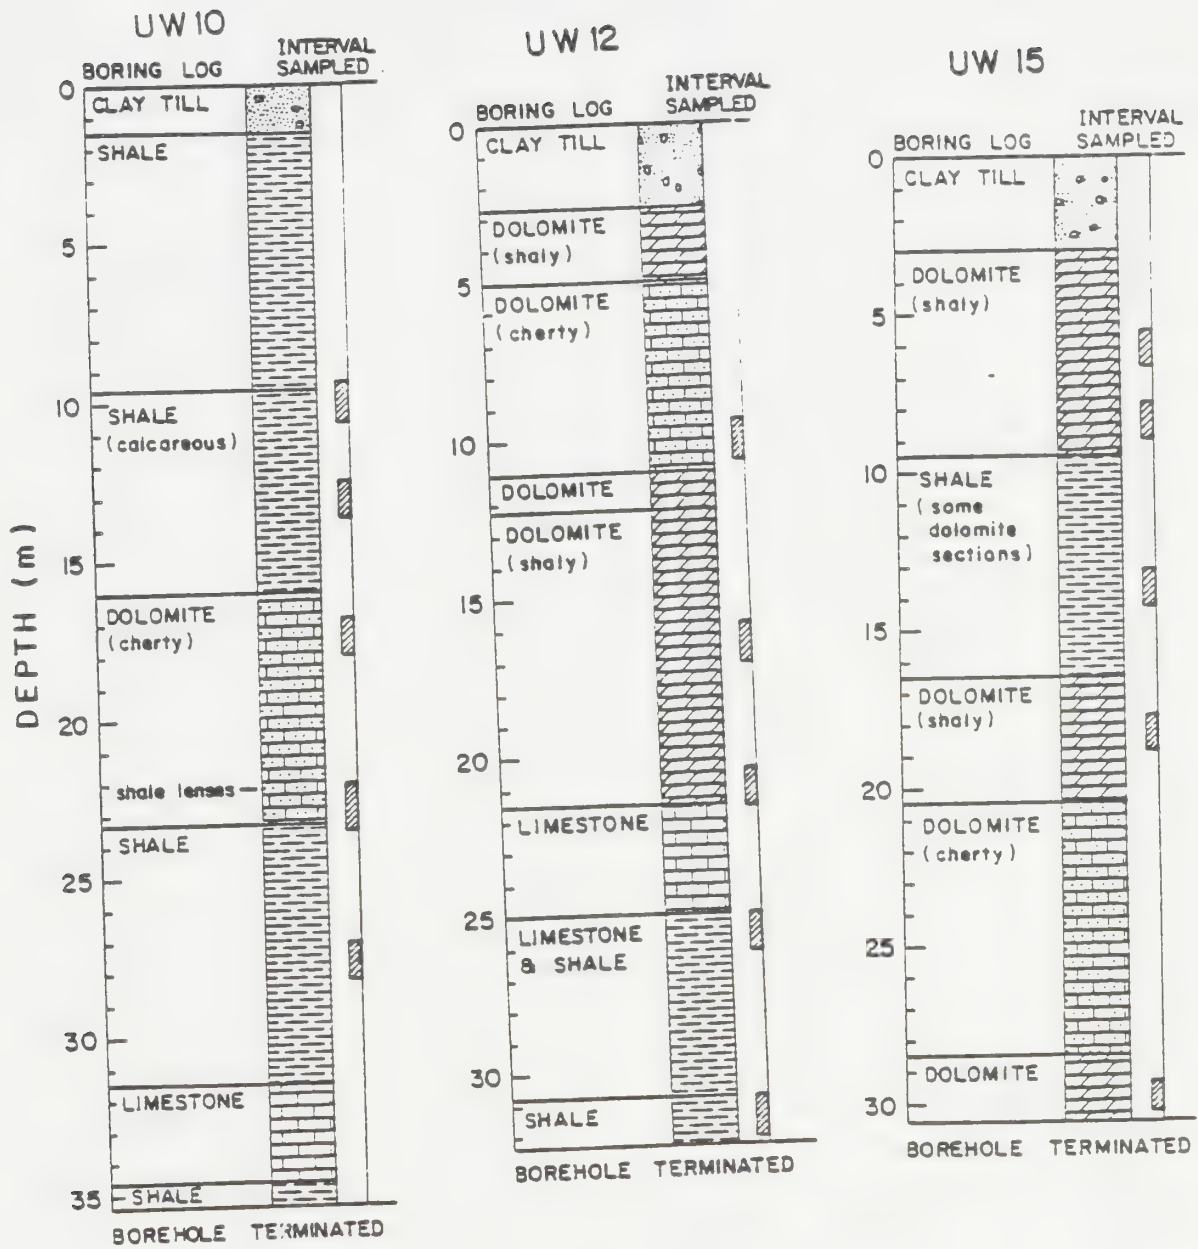 UW 10
BORING LOG
INTERVAL
SAMPLED
DEPTH (m)
0
5
10
15
20
25
30
35
CLAY TILL
SHALE
SHALE
(calcareous)
DOLOMITE
(cherty)
shale lenses
SHALE
LIMESTONE
SHALE
BOREHOLE TERMINATED
UW 12
BORING LOG
INTERVAL
SAMPLED
0
5
10
15
20
25
30
CLAY TILL
DOLOMITE
(shaly)
DOLOMITE
(cherty)
DOLOMITE
DOLOMITE
(shaly)
LIMESTONE
LIMESTONE
& SHALE
SHALE
BOREHOLE TERMINATED
UW 15
BORING LOG
INTERVAL
SAMPLED
0
5
10
15
20
25
30
CLAY TILL
DOLOMITE
(shaly)
SHALE
(some
dolomite
sections)
DOLOMITE
(shaly)
DOLOMITE
(cherty)
DOLOMITE
BOREHOLE TERMINATED